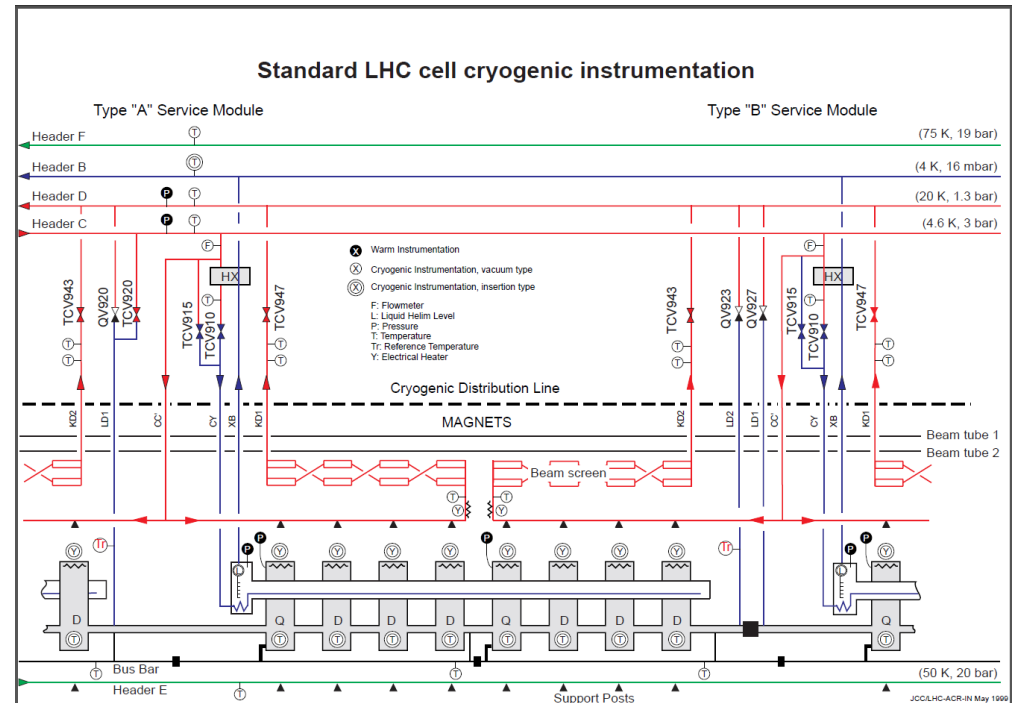 Standard LHC cell cryogenic instrumentation
Type "A" Service Module
Type "B" Service Module
Header F
T
(75 K, 19 bar)
Header B
T
(4 K, 16 mbar)
Header D
P
T
(20 K, 1.3 bar)
Header C
P
T
(4.6 K, 3 bar)
F
F
X Warm Instrumentation
X Cryogenic Instrumentation, vacuum type
X Cryogenic Instrumentation, insertion type
F: Flowmeter
L: Liquid Helim Level
P: Pressure
T: Temperature
Tr: Reference Temperature
Y: Electrical Heater
HX
HX
T
T
TCV943
QV920
TCV920
TCV915
TCV910
TCV947
TCV943
QV923
QV927
TCV915
TCV910
TCV947
T
T
T
T
T
T
T
T
Cryogenic Distribution Line
KD2
LD1
CC'
CY
XB
KD1
MAGNETS
KD2
LD2
LD1
CC'
CY
XB
KD1
Beam tube 1
Beam tube 2
Beam screen
T
T
Y
Y
Y
Tr
P
P
Y
Y
Y
Y
P
Y
Y
Y
Y
Tr
P
P
Y
L
L
D
Q
D
D
D
Q
D
D
D
Q
T
T
T
T
T
T
T
T
T
T
Bus Bar
T
T
T
(50 K, 20 bar)
Header E
T
Support Posts
JCC/LHC-ACR-IN May 1999